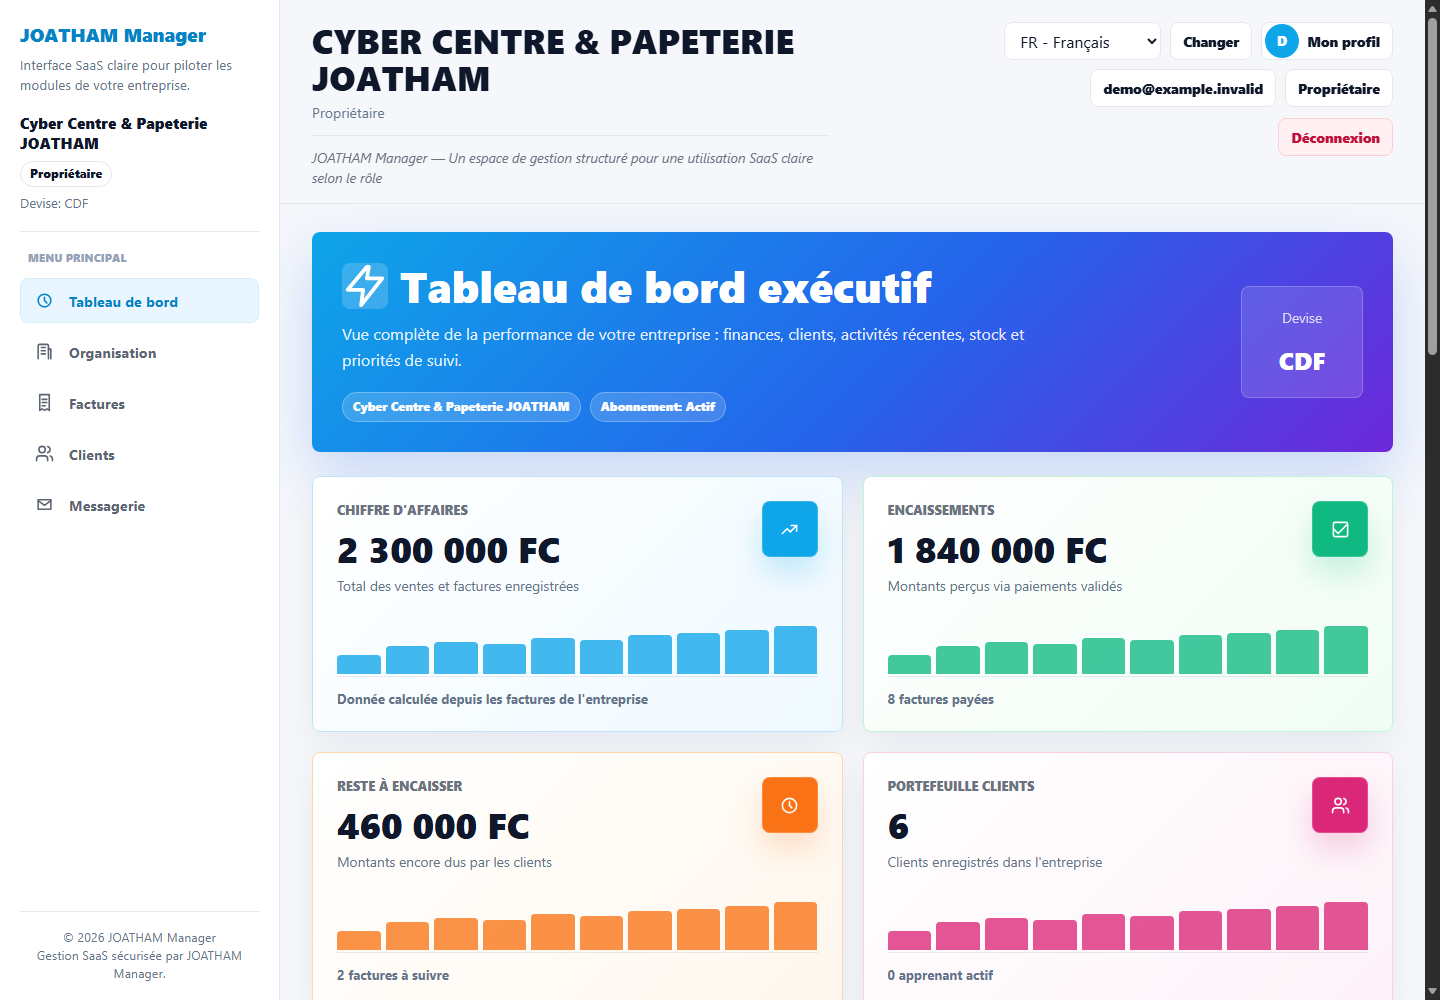 JOATHAM Manager
Interface SaaS claire pour piloter les
modules de votre entreprise.
Cyber Centre & Papeterie
JOATHAM
Propriétaire
Devise: CDF
MENU PRINCIPAL
Tableau de bord
Organisation
Factures
Clients
Messagerie
© 2026 JOATHAM Manager
Gestion SaaS sécurisée par JOATHAM
Manager.
CYBER CENTRE & PAPETERIE
JOATHAM
Propriétaire
JOATHAM Manager — Un espace de gestion structuré pour une utilisation SaaS claire
selon le rôle
FR - Français
Changer
D
Mon profil
demo@example.invalid
Propriétaire
Déconnexion
Tableau de bord exécutif
Vue complète de la performance de votre entreprise : finances, clients, activités récentes, stock et
priorités de suivi.
Cyber Centre & Papeterie JOATHAM
Abonnement: Actif
Devise
CDF
CHIFFRE D'AFFAIRES
2 300 000 FC
Total des ventes et factures enregistrées
Donnée calculée depuis les factures de l'entreprise
ENCAISSEMENTS
1 840 000 FC
Montants perçus via paiements validés
8 factures payées
RESTE À ENCAISSER
460 000 FC
Montants encore dus par les clients
2 factures à suivre
PORTEFEUILLE CLIENTS
6
Clients enregistrés dans l'entreprise
0 apprenant actif